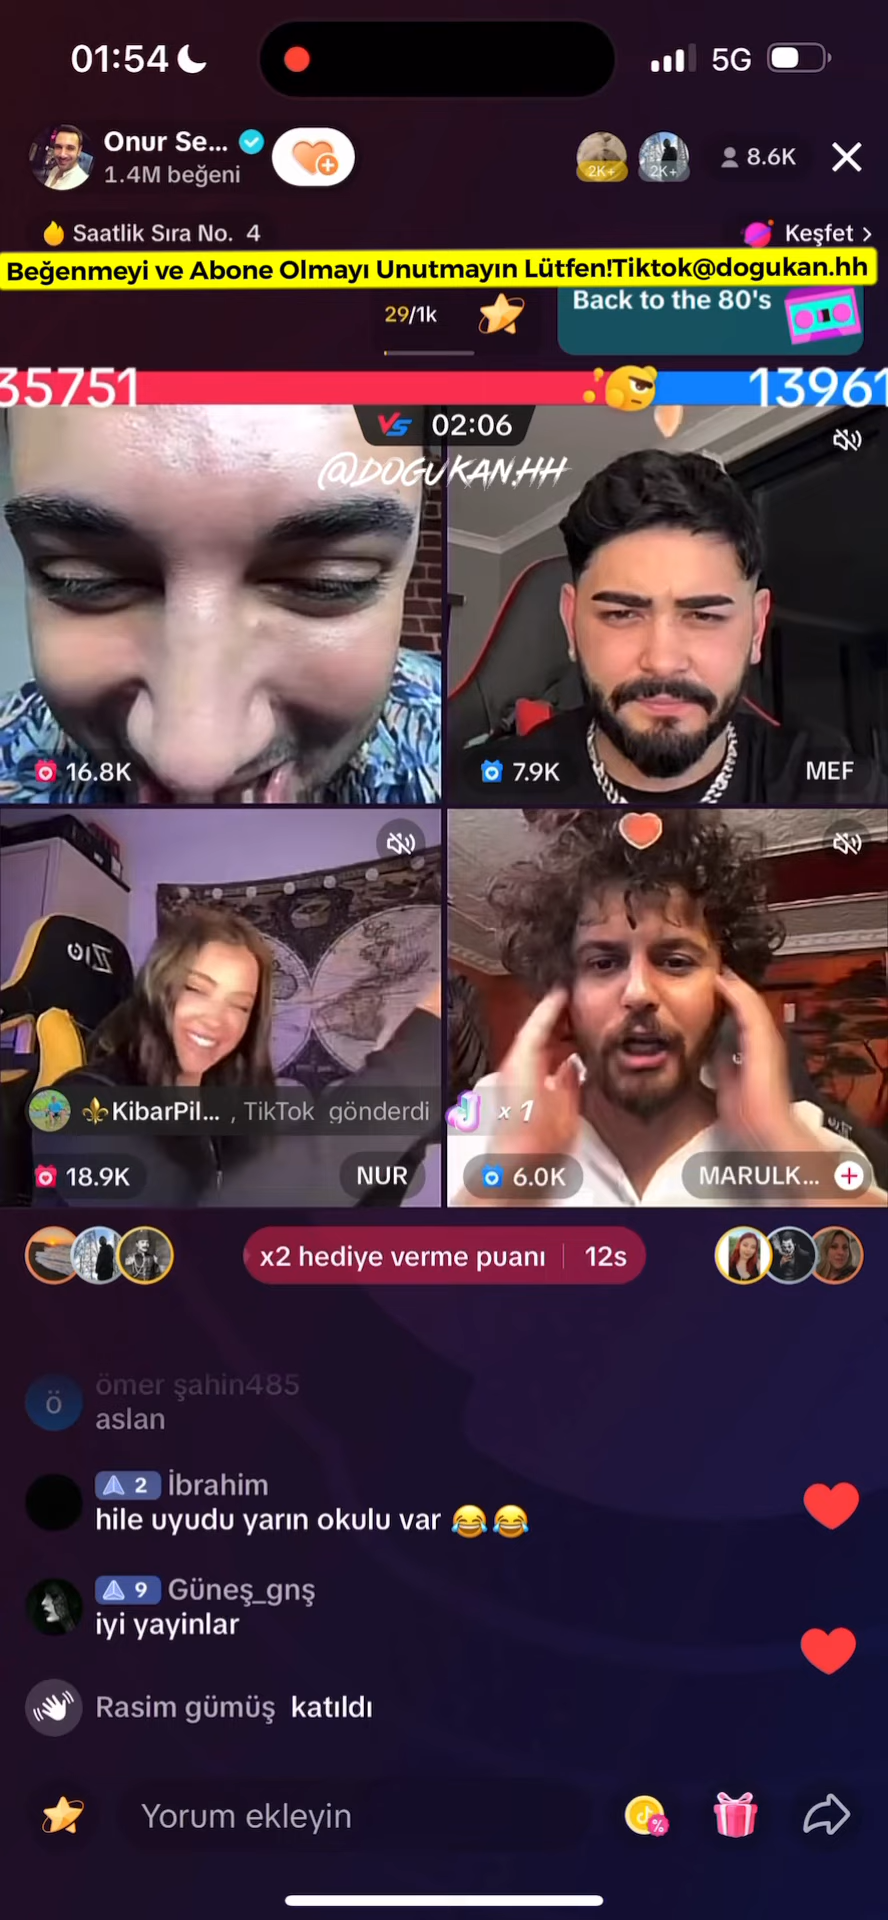 01:54
5G
Onur Se...
1.4M beğeni
2K+
2K+
8.6K
Saatlik Sıra No. 4
Keşfet >
Beğenmeyi ve Abone Olmayı Unutmayın Lütfen!Tiktok@dogukan.hh
29/1k
Back to the 80's
35751
13961
VS 02:06
@DOGUKAN.HH
16.8K
7.9K
MEF
KibarPil... , TikTok gönderdi
x 1
18.9K
NUR
6.0K
MARULK...
x2 hediye verme puanı
12s
ömer şahin485
ö
aslan
2 İbrahim
hile uyudu yarın okulu var 😂😂
9 Güneş_gnş
iyi yayinlar
Rasim gümüş katıldı
Yorum ekleyin